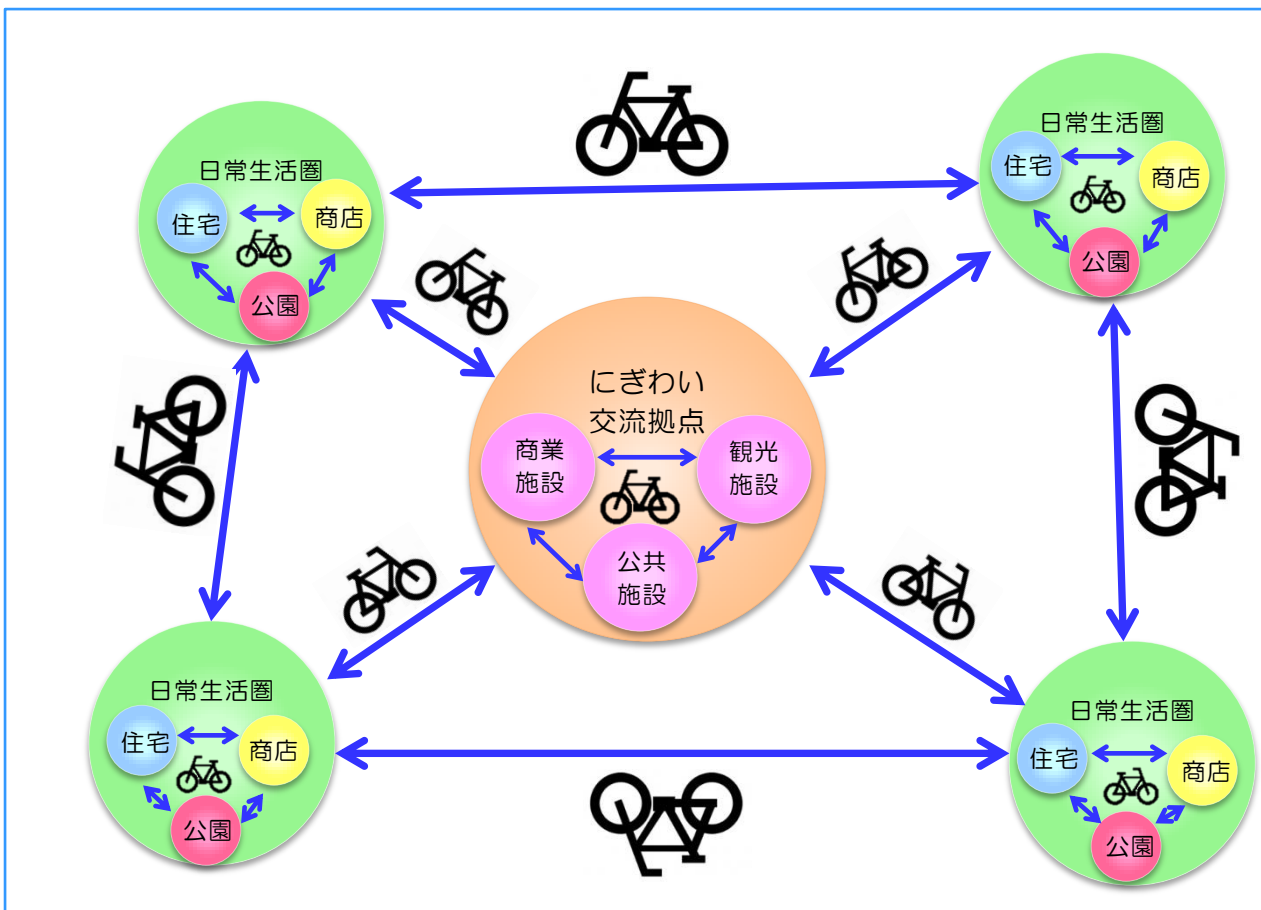 日常生活圏
住宅
商店
公園
日常生活圏
住宅
商店
公園
にぎわい
交流拠点
商業
施設
観光
施設
公共
施設
日常生活圏
住宅
商店
公園
日常生活圏
住宅
商店
公園